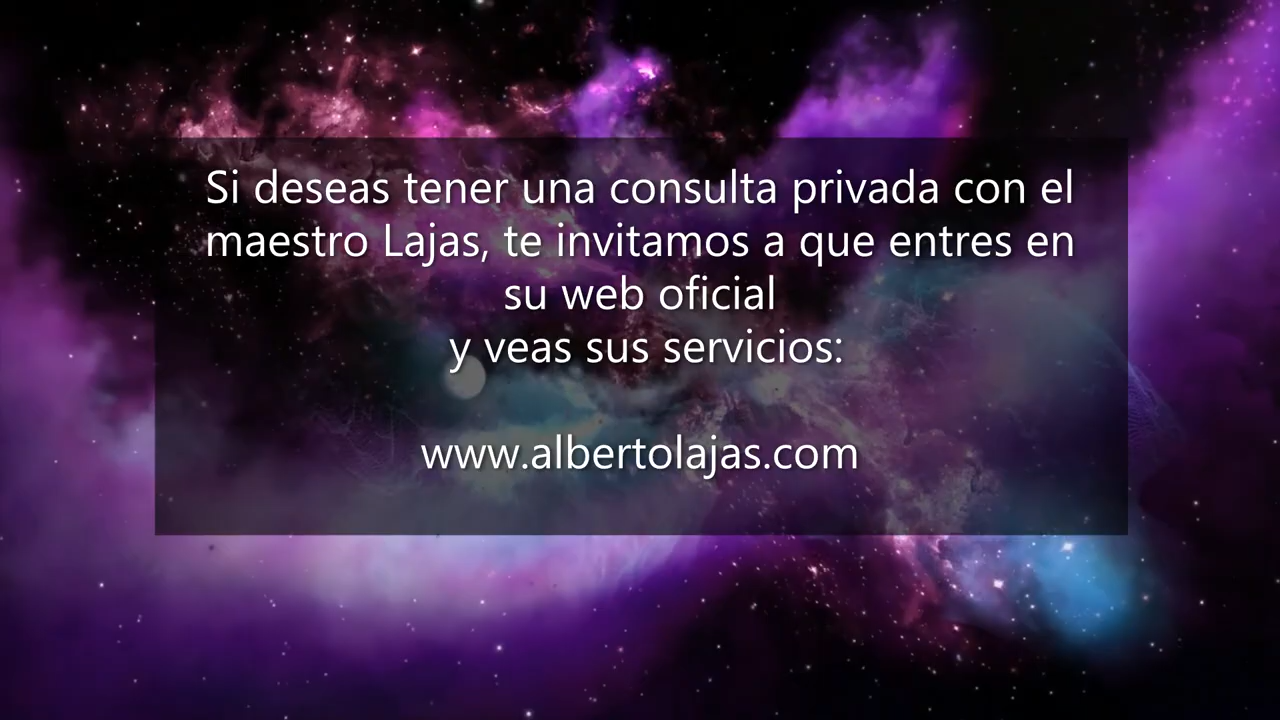 Si deseas tener una consulta privada con el
maestro Lajas, te invitamos a que entres en
su web oficial
y veas sus servicios:
www.albertolajas.com